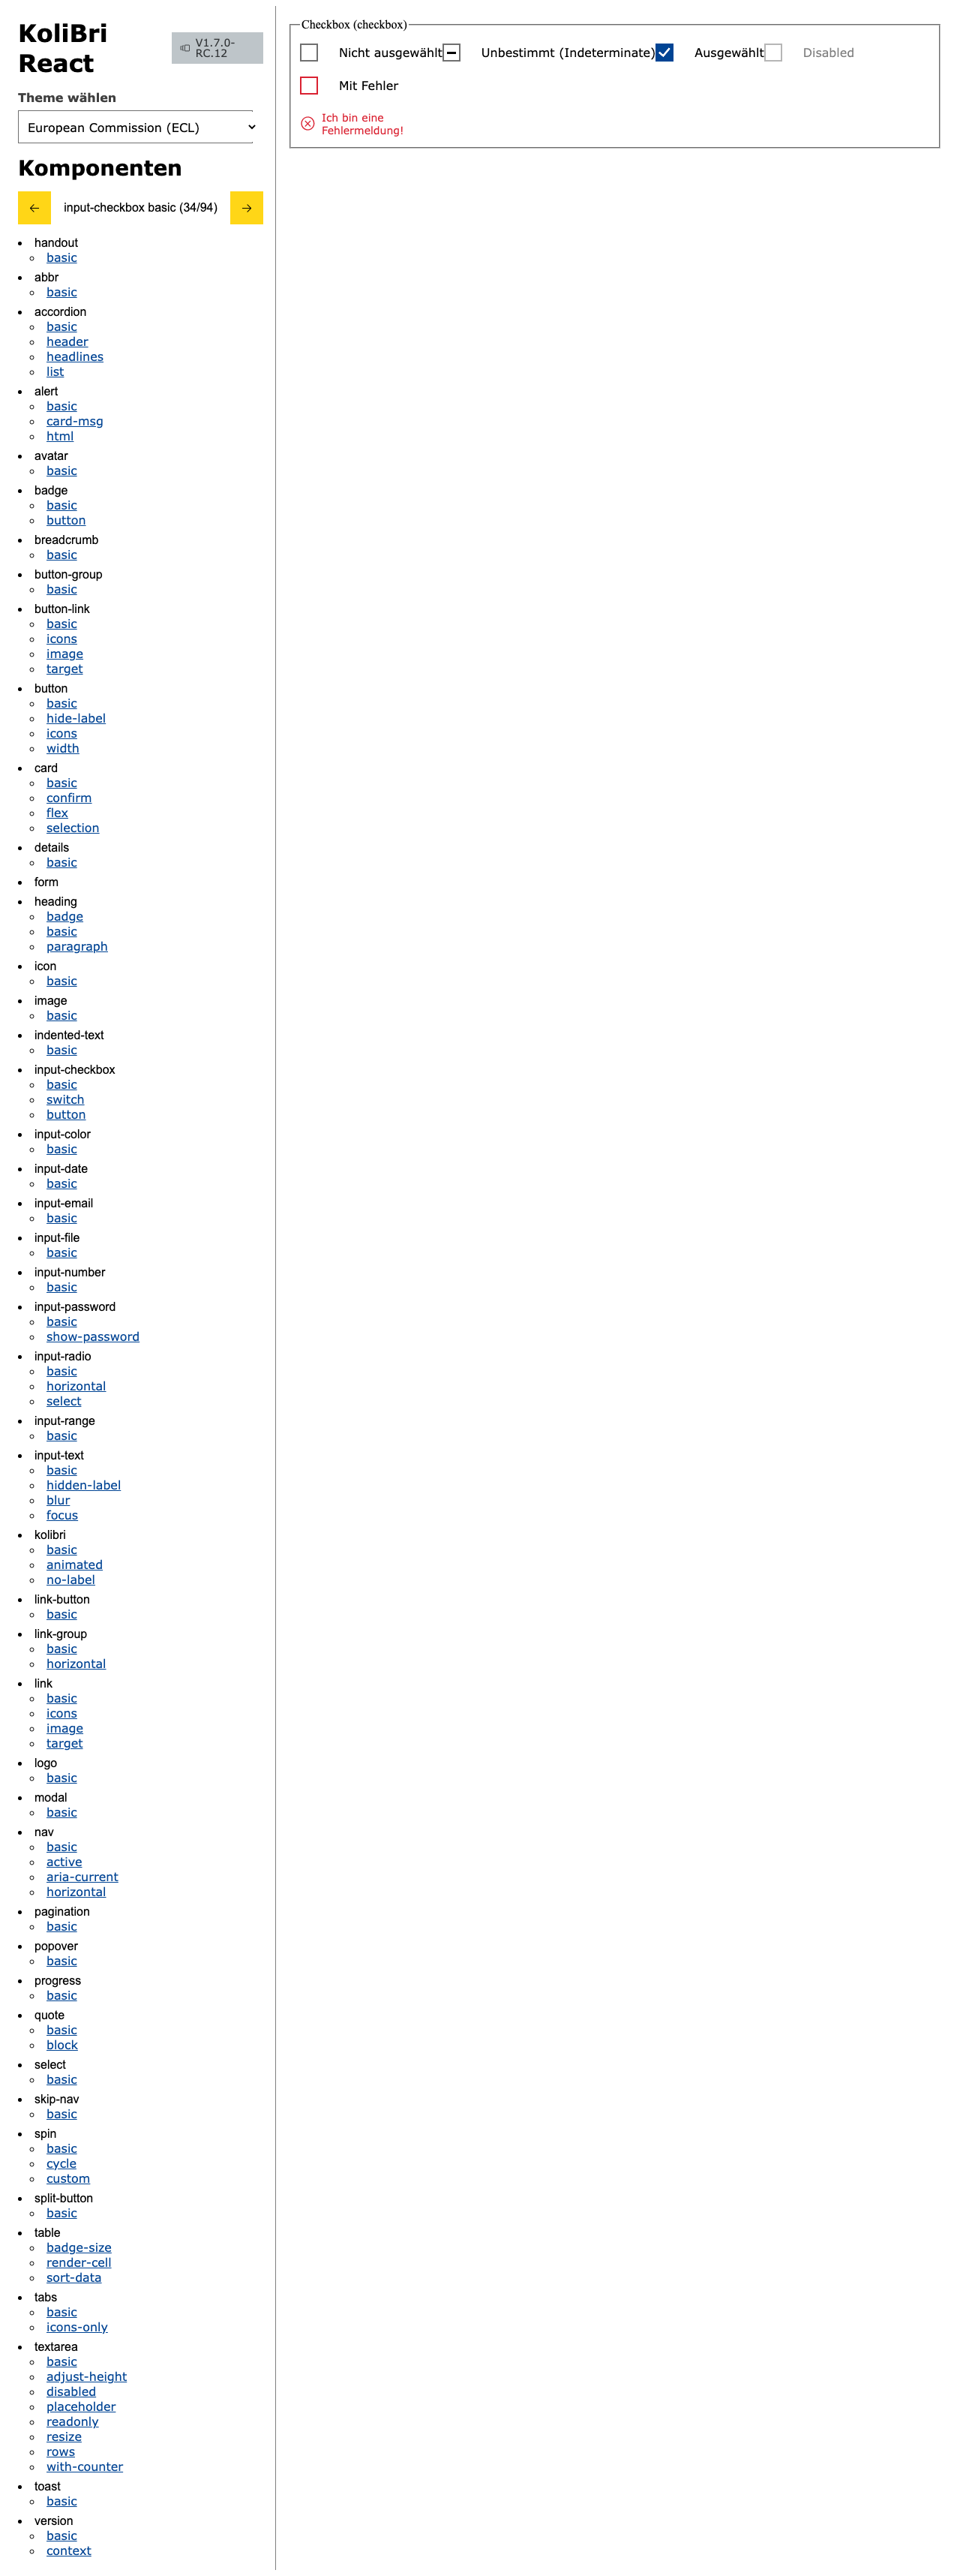 KoliBri
React
V1.7.0-
RC.12
Theme wählen
European Commission (ECL)
Komponenten
← input-checkbox basic (34/94) →
handout
basic
abbr
basic
accordion
basic
header
headlines
list
alert
basic
card-msg
html
avatar
basic
badge
basic
button
breadcrumb
basic
button-group
basic
button-link
basic
icons
image
target
button
basic
hide-label
icons
width
card
basic
confirm
flex
selection
details
basic
form
heading
badge
basic
paragraph
icon
basic
image
basic
indented-text
basic
input-checkbox
basic
switch
button
input-color
basic
input-date
basic
input-email
basic
input-file
basic
input-number
basic
input-password
basic
show-password
input-radio
basic
horizontal
select
input-range
basic
input-text
basic
hidden-label
blur
focus
kolibri
basic
animated
no-label
link-button
basic
link-group
basic
horizontal
link
basic
icons
image
target
logo
basic
modal
basic
nav
basic
active
aria-current
horizontal
pagination
basic
popover
basic
progress
basic
quote
basic
block
select
basic
skip-nav
basic
spin
basic
cycle
custom
split-button
basic
table
badge-size
render-cell
sort-data
tabs
basic
icons-only
textarea
basic
adjust-height
disabled
placeholder
readonly
resize
rows
with-counter
toast
basic
version
basic
context
Checkbox (checkbox)
Nicht ausgewählt Unbestimmt (Indeterminate) Ausgewählt Disabled
Mit Fehler
Ich bin eine
Fehlermeldung!